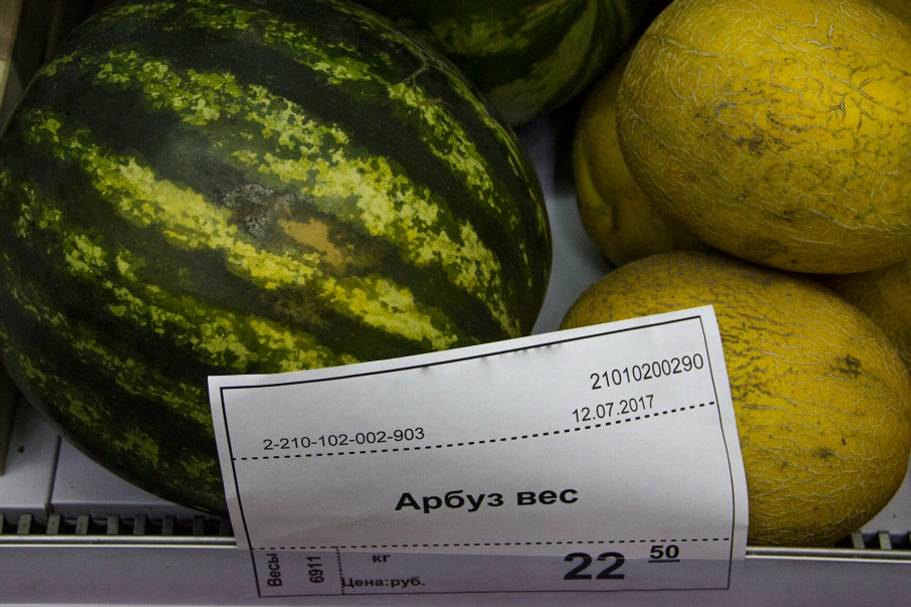 21010200290
2-210-102-002-903
12.07.2017
Арбуз вес
Весы
6911
кг
Цена:руб.
22 50